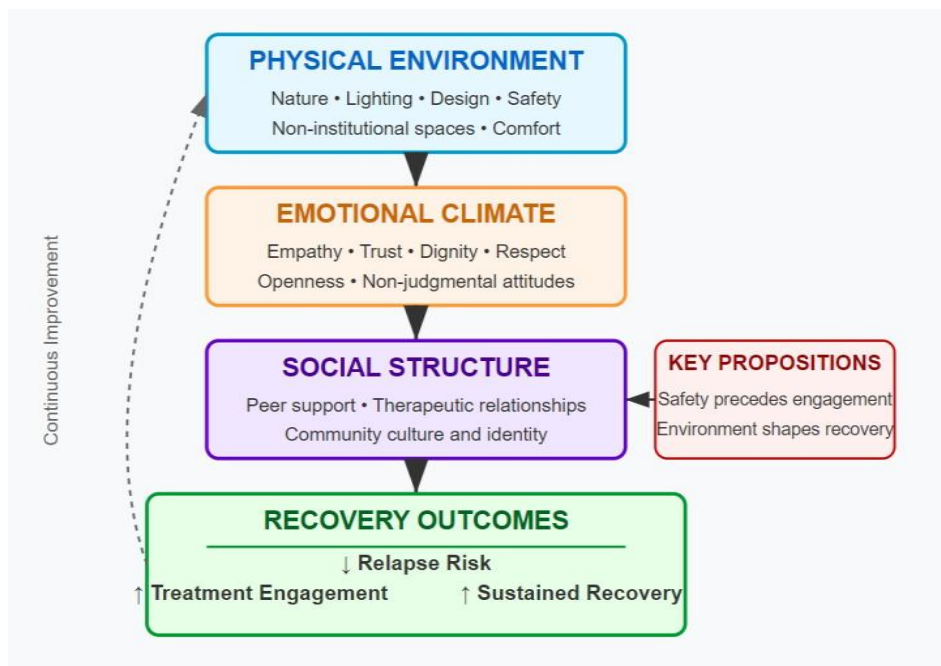 PHYSICAL ENVIRONMENT
Nature • Lighting • Design • Safety
Non-institutional spaces • Comfort
EMOTIONAL CLIMATE
Empathy • Trust • Dignity • Respect
Openness • Non-judgmental attitudes
Continuous Improvement
SOCIAL STRUCTURE
Peer support • Therapeutic relationships
Community culture and identity
KEY PROPOSITIONS
Safety precedes engagement
Environment shapes recovery
RECOVERY OUTCOMES
↓ Relapse Risk
↑ Treatment Engagement
↑ Sustained Recovery